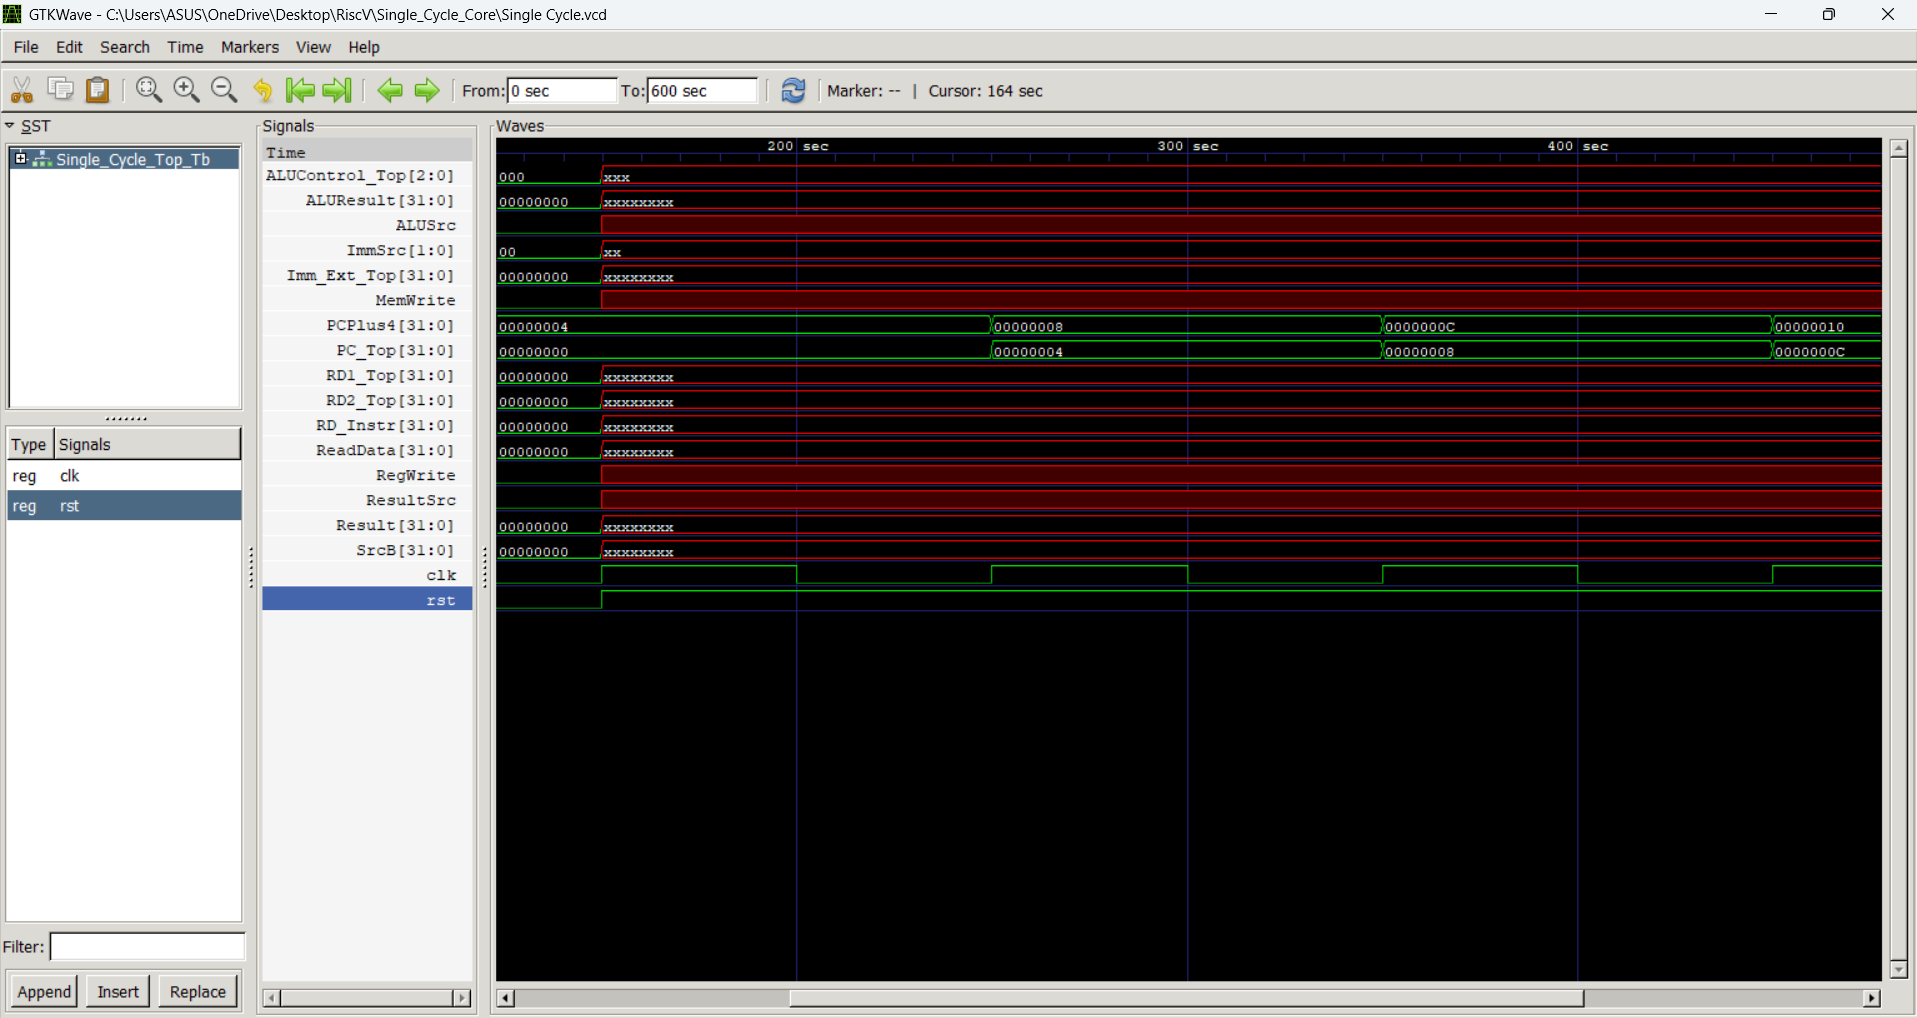 GTKWave - C:\Users\ASUS\OneDrive\Desktop\RiscV\Single_Cycle_Core\Single Cycle.vcd
File Edit Search Time Markers View Help
From: 0 sec To: 600 sec Marker: -- | Cursor: 164 sec
SST
Single_Cycle_Top_Tb
Type Signals
reg clk
reg rst
Filter:
Append Insert Replace
Signals
Time
ALUControl_Top[2:0]
ALUResult[31:0]
ALUSrc
ImmSrc[1:0]
Imm_Ext_Top[31:0]
MemWrite
PCPlus4[31:0]
PC_Top[31:0]
RD1_Top[31:0]
RD2_Top[31:0]
RD_Instr[31:0]
ReadData[31:0]
RegWrite
ResultSrc
Result[31:0]
SrcB[31:0]
clk
rst
Waves
200 sec 300 sec 400 sec
000 xxx
00000000 xxxxxxxx
00 xx
00000000 xxxxxxxx
00000004 00000008 0000000C 00000010
00000000 00000004 00000008 0000000C
00000000 xxxxxxxx
00000000 xxxxxxxx
00000000 xxxxxxxx
00000000 xxxxxxxx
00000000 xxxxxxxx
00000000 xxxxxxxx